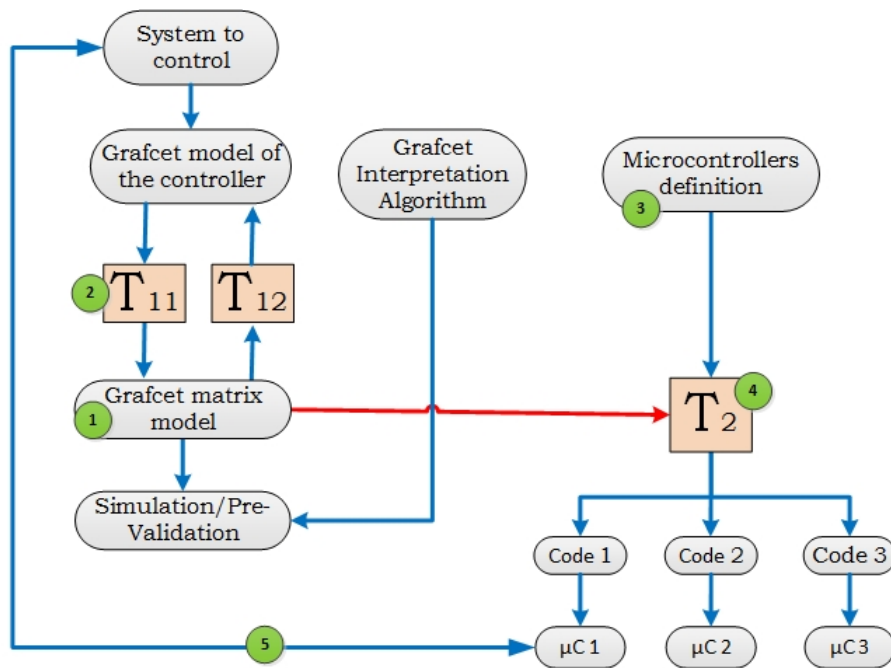 System to
control
Grafcet model of
the controller
Grafcet
Interpretation
Algorithm
Microcontrollers
definition
3
2
T11
T12
Grafcet matrix
model
1
4
T2
Simulation/Pre-
Validation
Code 1
Code 2
Code 3
5
µC 1
µC 2
µC 3